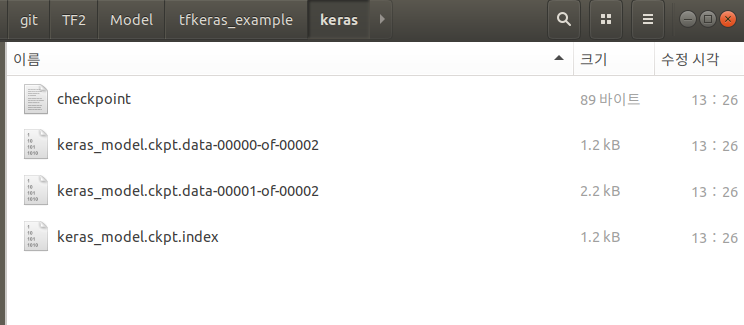 git TF2 Model tfkeras_example keras
이름 크기 수정 시각
checkpoint 89 바이트 13 : 26
keras_model.ckpt.data-00000-of-00002 1.2 kB 13 : 26
keras_model.ckpt.data-00001-of-00002 2.2 kB 13 : 26
keras_model.ckpt.index 1.2 kB 13 : 26